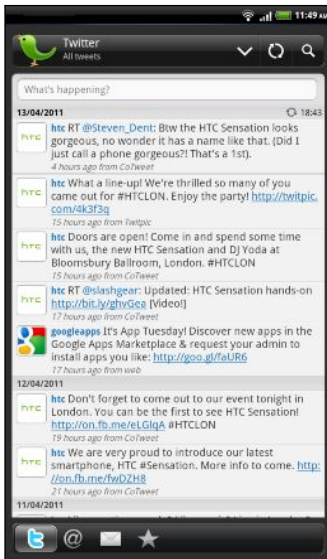 11:49 AM
Twitter
All tweets
What's happening?
13/04/2011 18:43
htc RT @Steven_Dent: Btw the HTC Sensation looks
gorgeous, no wonder it has a name like that. (Did I
just call a phone gorgeous?! That's a 1st).
4 hours ago from CoTweet
htc What a line-up! We're thrilled so many of you
came out for #HTCLON. Enjoy the party! http://twitpic.
com/4k3f3q
15 hours ago from Twitpic
htc Doors are open! Come in and spend some time
with us, the new HTC Sensation and DJ Yoda at
Bloomsbury Ballroom, London. #HTCLON
15 hours ago from CoTweet
htc RT @slashgear: Updated: HTC Sensation hands-on
http://bit.ly/ghvGea [Video!]
17 hours ago from CoTweet
googleapps It's App Tuesday! Discover new apps in the
Google Apps Marketplace & request your admin to
install apps you like: http://goo.gl/faUR6
17 hours ago from web
12/04/2011
htc Don't forget to come out to our event tonight in
London. You can be the first to see HTC Sensation!
http://on.fb.me/eLGlqA #HTCLON
19 hours ago from CoTweet
htc We are very proud to introduce our latest
smartphone, HTC #Sensation. More info to come. http:
//on.fb.me/fwDZH8
21 hours ago from CoTweet
11/04/2011